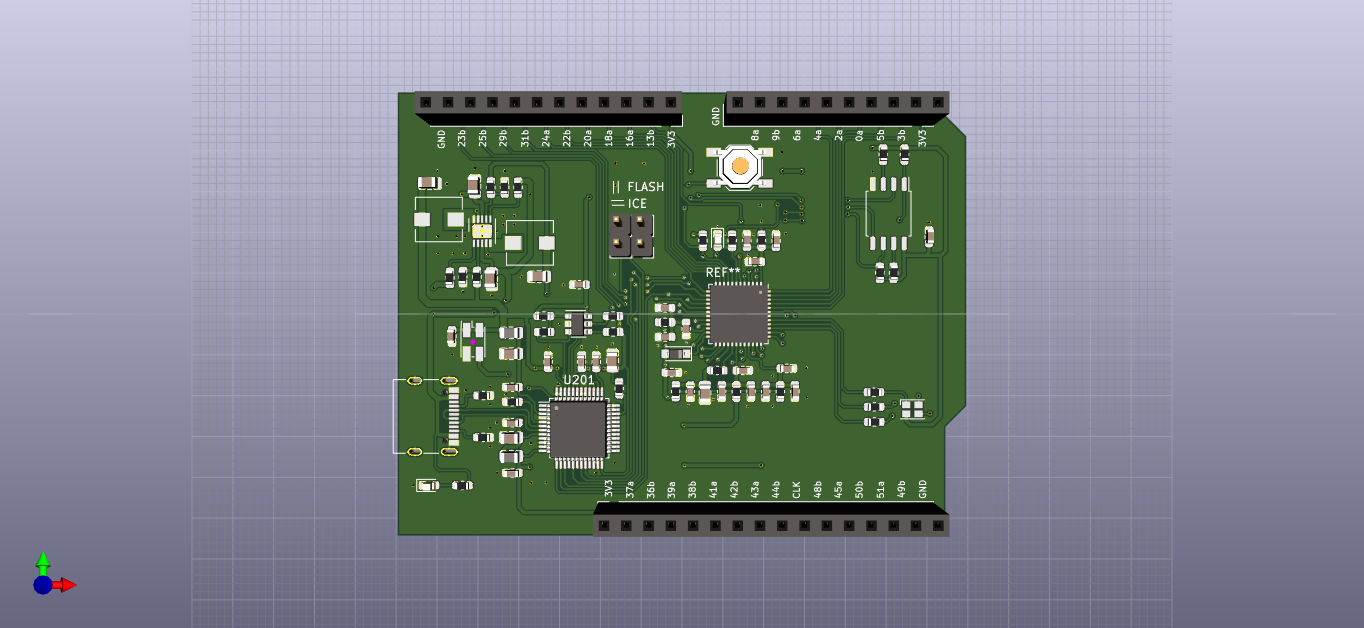 GND 23b 25b 29b 31b 24a 22b 20a 18a 16a 13b 3V3
GND 8a 9b 6a 4a 2a 0a 5b 3b 3V3
FLASH
ICE
REF**
U201
3V3 37a 36b 39a 38b 41a 42b 43a 44b CLK 48b 45a 50b 51a 49b GND